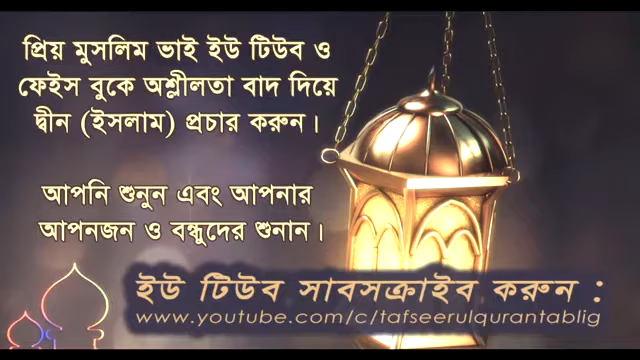 প্রিয় মুসলিম ভাই ইউ টিউব ও
ফেইস বুকে অশ্লীলতা বাদ দিয়ে
দ্বীন (ইসলাম) প্রচার করুন।
আপনি শুনুন এবং আপনার
আপনজন ও বন্ধুদের শুনান।
ইউ টিউব সাবসক্রাইব করুন :
www.youtube.com/c/tafseerulqurantablig